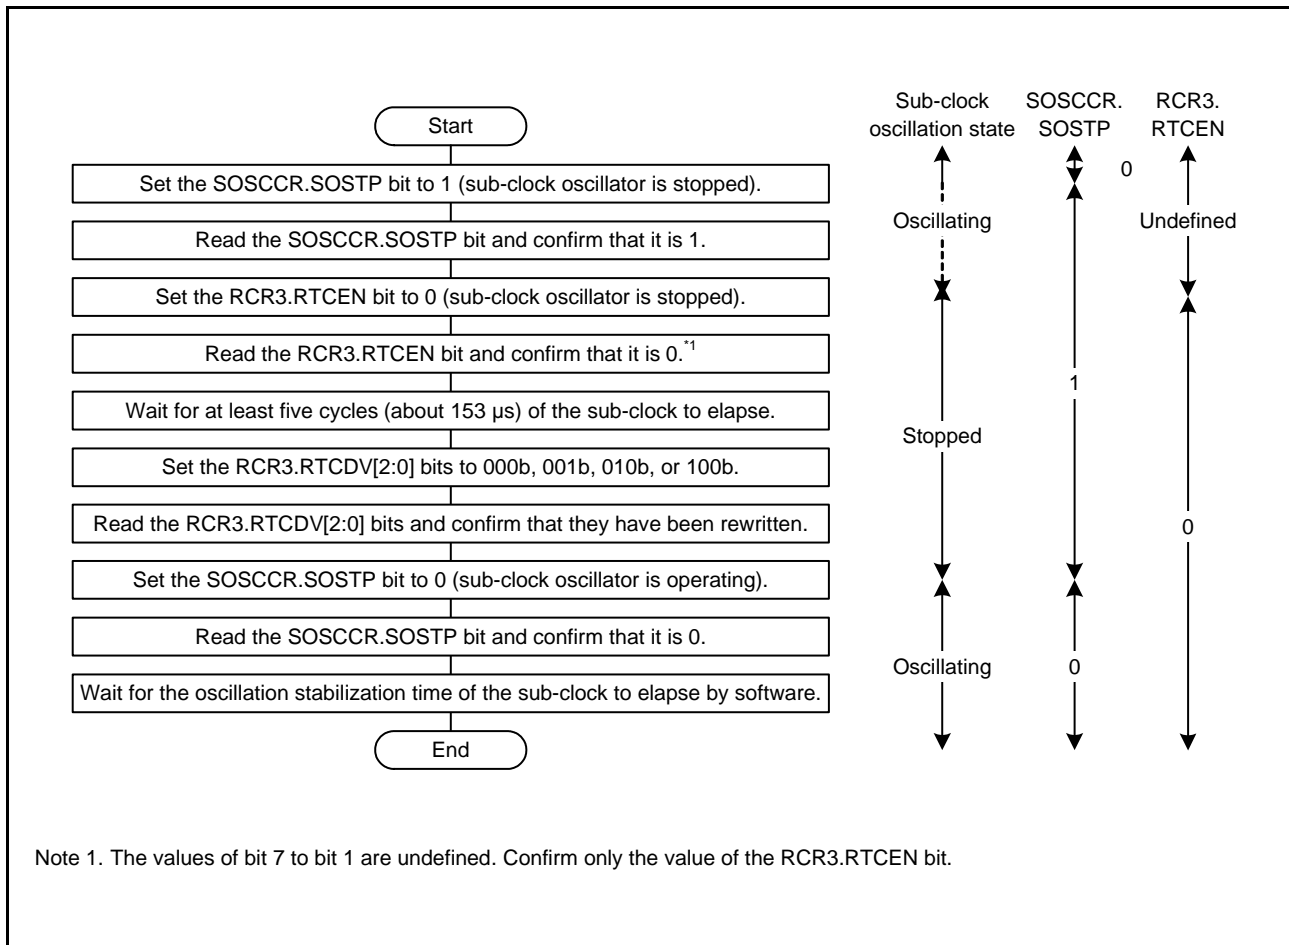 Sub-clock oscillation state
SOSCCR. SOSTP
RCR3. RTCEN
Start
Set the SOSCCR.SOSTP bit to 1 (sub-clock oscillator is stopped).
0
Read the SOSCCR.SOSTP bit and confirm that it is 1.
Oscillating
Undefined
Set the RCR3.RTCEN bit to 0 (sub-clock oscillator is stopped).
Read the RCR3.RTCEN bit and confirm that it is 0.*1
1
Wait for at least five cycles (about 153 µs) of the sub-clock to elapse.
Stopped
Set the RCR3.RTCDV[2:0] bits to 000b, 001b, 010b, or 100b.
Read the RCR3.RTCDV[2:0] bits and confirm that they have been rewritten.
0
Set the SOSCCR.SOSTP bit to 0 (sub-clock oscillator is operating).
Read the SOSCCR.SOSTP bit and confirm that it is 0.
Oscillating
0
Wait for the oscillation stabilization time of the sub-clock to elapse by software.
End
Note 1. The values of bit 7 to bit 1 are undefined. Confirm only the value of the RCR3.RTCEN bit.